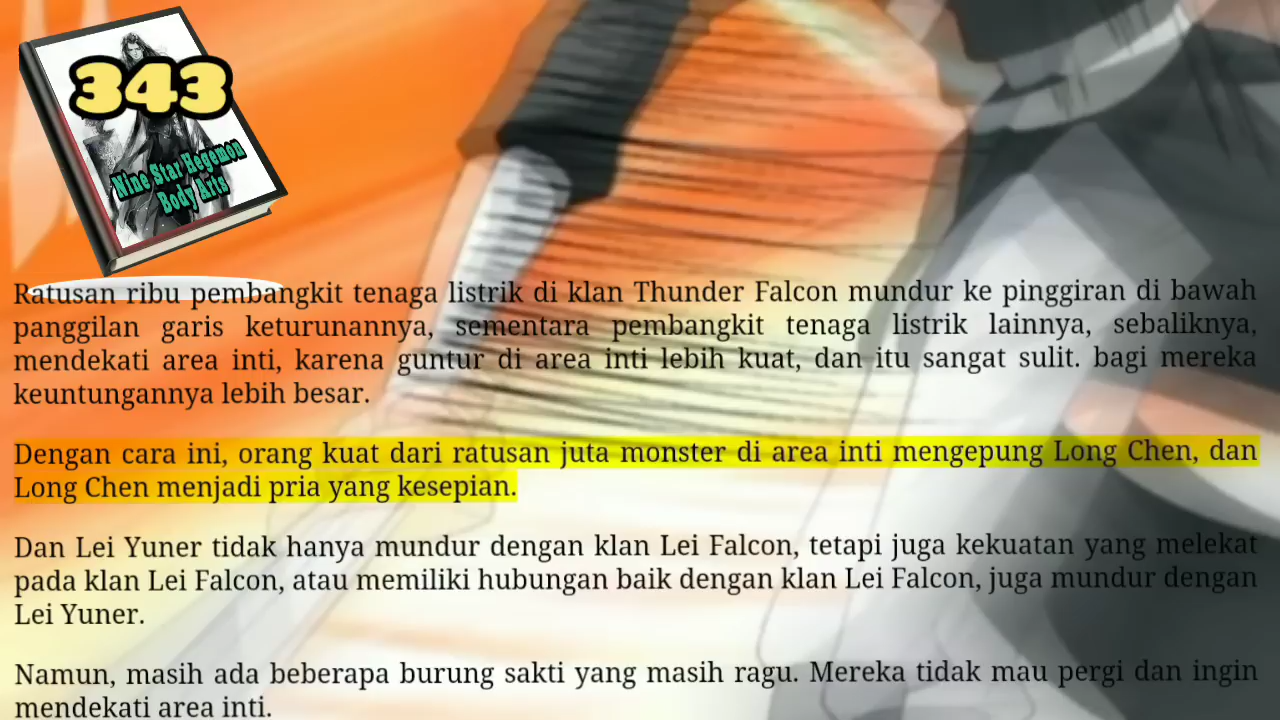 343
Nine Star Hegemon
Body Arts
Ratusan ribu pembangkit tenaga listrik di klan Thunder Falcon mundur ke pinggiran di bawah
panggilan garis keturunannya, sementara pembangkit tenaga listrik lainnya, sebaliknya,
mendekati area inti, karena guntur di area inti lebih kuat, dan itu sangat sulit. bagi mereka
keuntungannya lebih besar.
Dengan cara ini, orang kuat dari ratusan juta monster di area inti mengepung Long Chen, dan
Long Chen menjadi pria yang kesepian.
Dan Lei Yuner tidak hanya mundur dengan klan Lei Falcon, tetapi juga kekuatan yang melekat
pada klan Lei Falcon, atau memiliki hubungan baik dengan klan Lei Falcon, juga mundur dengan
Lei Yuner.
Namun, masih ada beberapa burung sakti yang masih ragu. Mereka tidak mau pergi dan ingin
mendekati area inti.